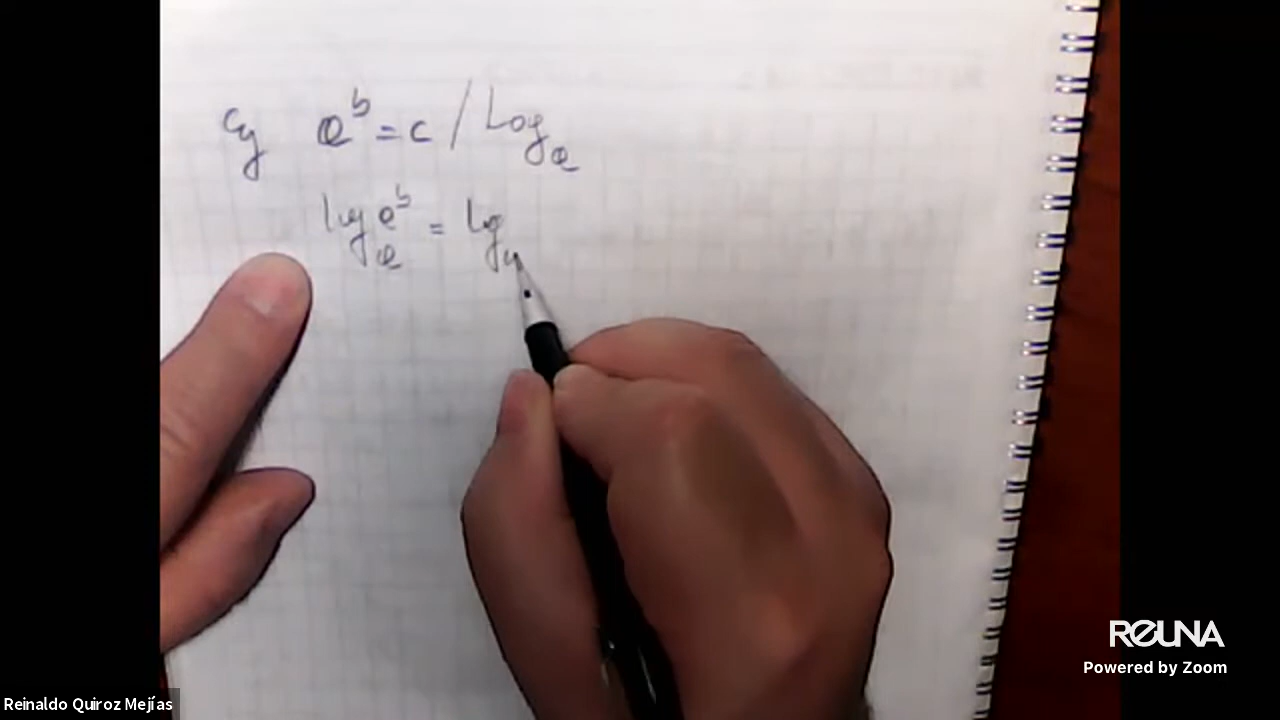 Ej a^b = c / Log_a
log_a a^b = log_a
REUNA
Powered by Zoom
Reinaldo Quiroz Mejías